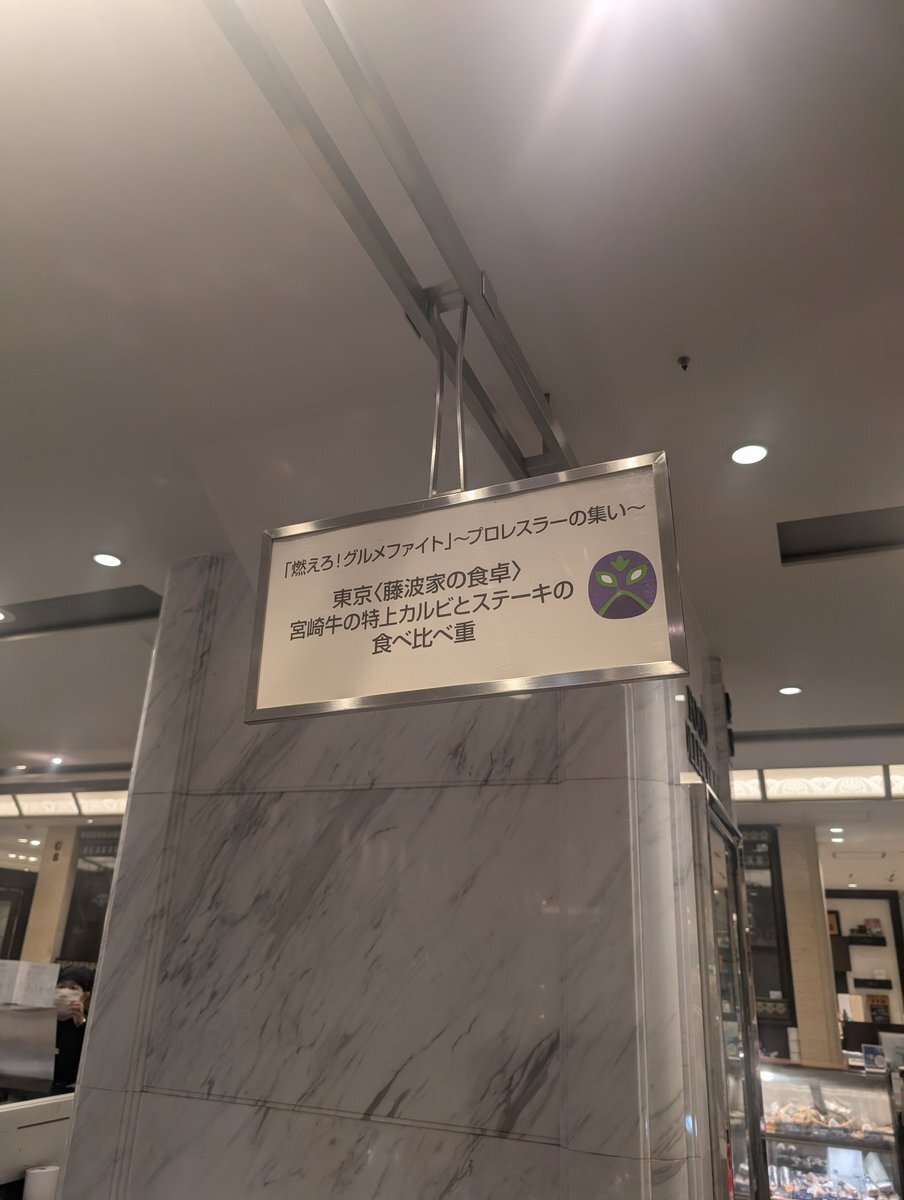 「燃えろ!グルメファイト」〜プロレスラーの集い〜
東京〈藤波家の食卓〉
宮崎牛の特上カルビとステーキの
食べ比べ重